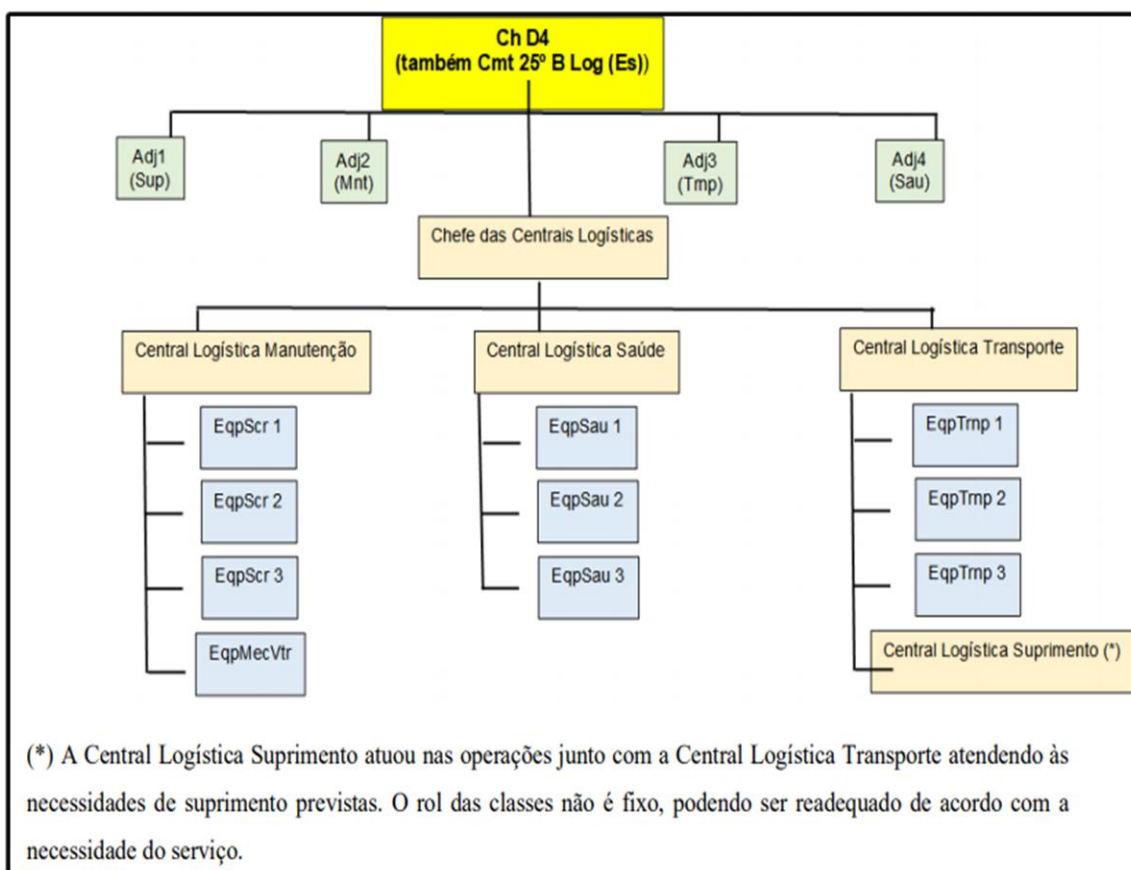 Ch D4
(também Cmt 25º B Log (Es))
Adj1
(Sup)
Adj2
(Mnt)
Adj3
(Trnp)
Adj4
(Sau)
Chefe das Centrais Logísticas
Central Logística Manutenção
Central Logística Saúde
Central Logística Transporte
EqpScr 1
EqpSau 1
EqpTrnp 1
EqpScr 2
EqpSau 2
EqpTrnp 2
EqpScr 3
EqpSau 3
EqpTrnp 3
EqpMecVtr
Central Logística Suprimento (*)
(*) A Central Logística Suprimento atuou nas operações junto com a Central Logística Transporte atendendo às
necessidades de suprimento previstas. O rol das classes não é fixo, podendo ser readequado de acordo com a
necessidade do serviço.